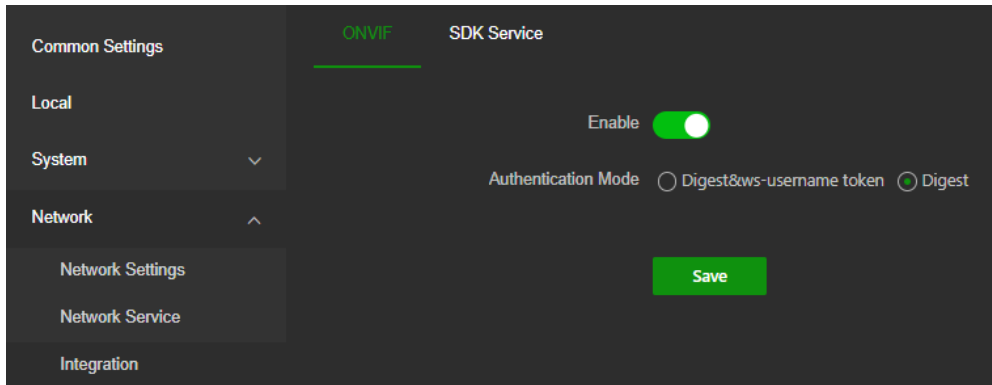 Common Settings
Local
System
Network
Network Settings
Network Service
Integration
ONVIF SDK Service
Enable
Authentication Mode Digest&ws-username token Digest
Save